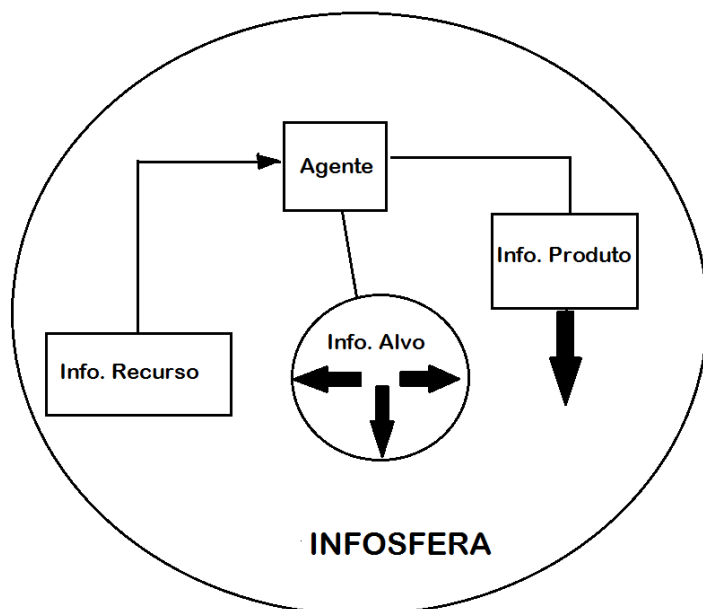 Agente
Info. Produto
Info. Alvo
Info. Recurso
INFOSFERA